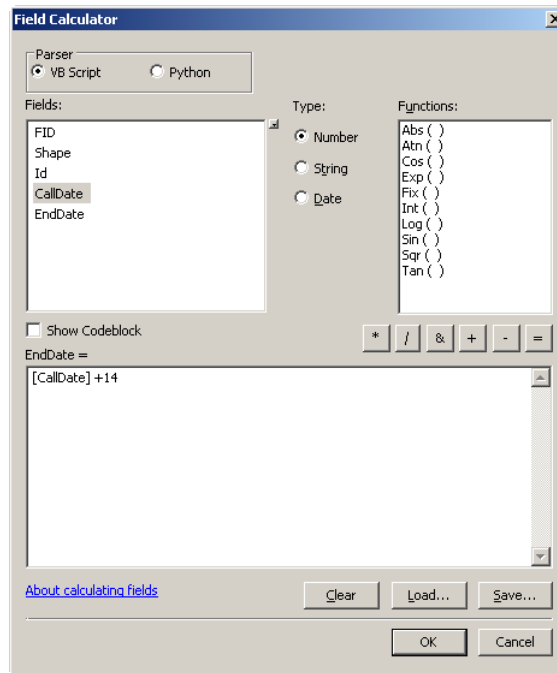 Field Calculator
Parser
VB Script Python
Fields:
FID
Shape
Id
CallDate
EndDate
Type:
Number
String
Date
Functions:
Abs ( )
Atn ( )
Cos ( )
Exp ( )
Fix ( )
Int ( )
Log ( )
Sin ( )
Sqr ( )
Tan ( )
Show Codeblock
* / & + - =
EndDate =
[CallDate] +14
About calculating fields
Clear Load... Save...
OK Cancel